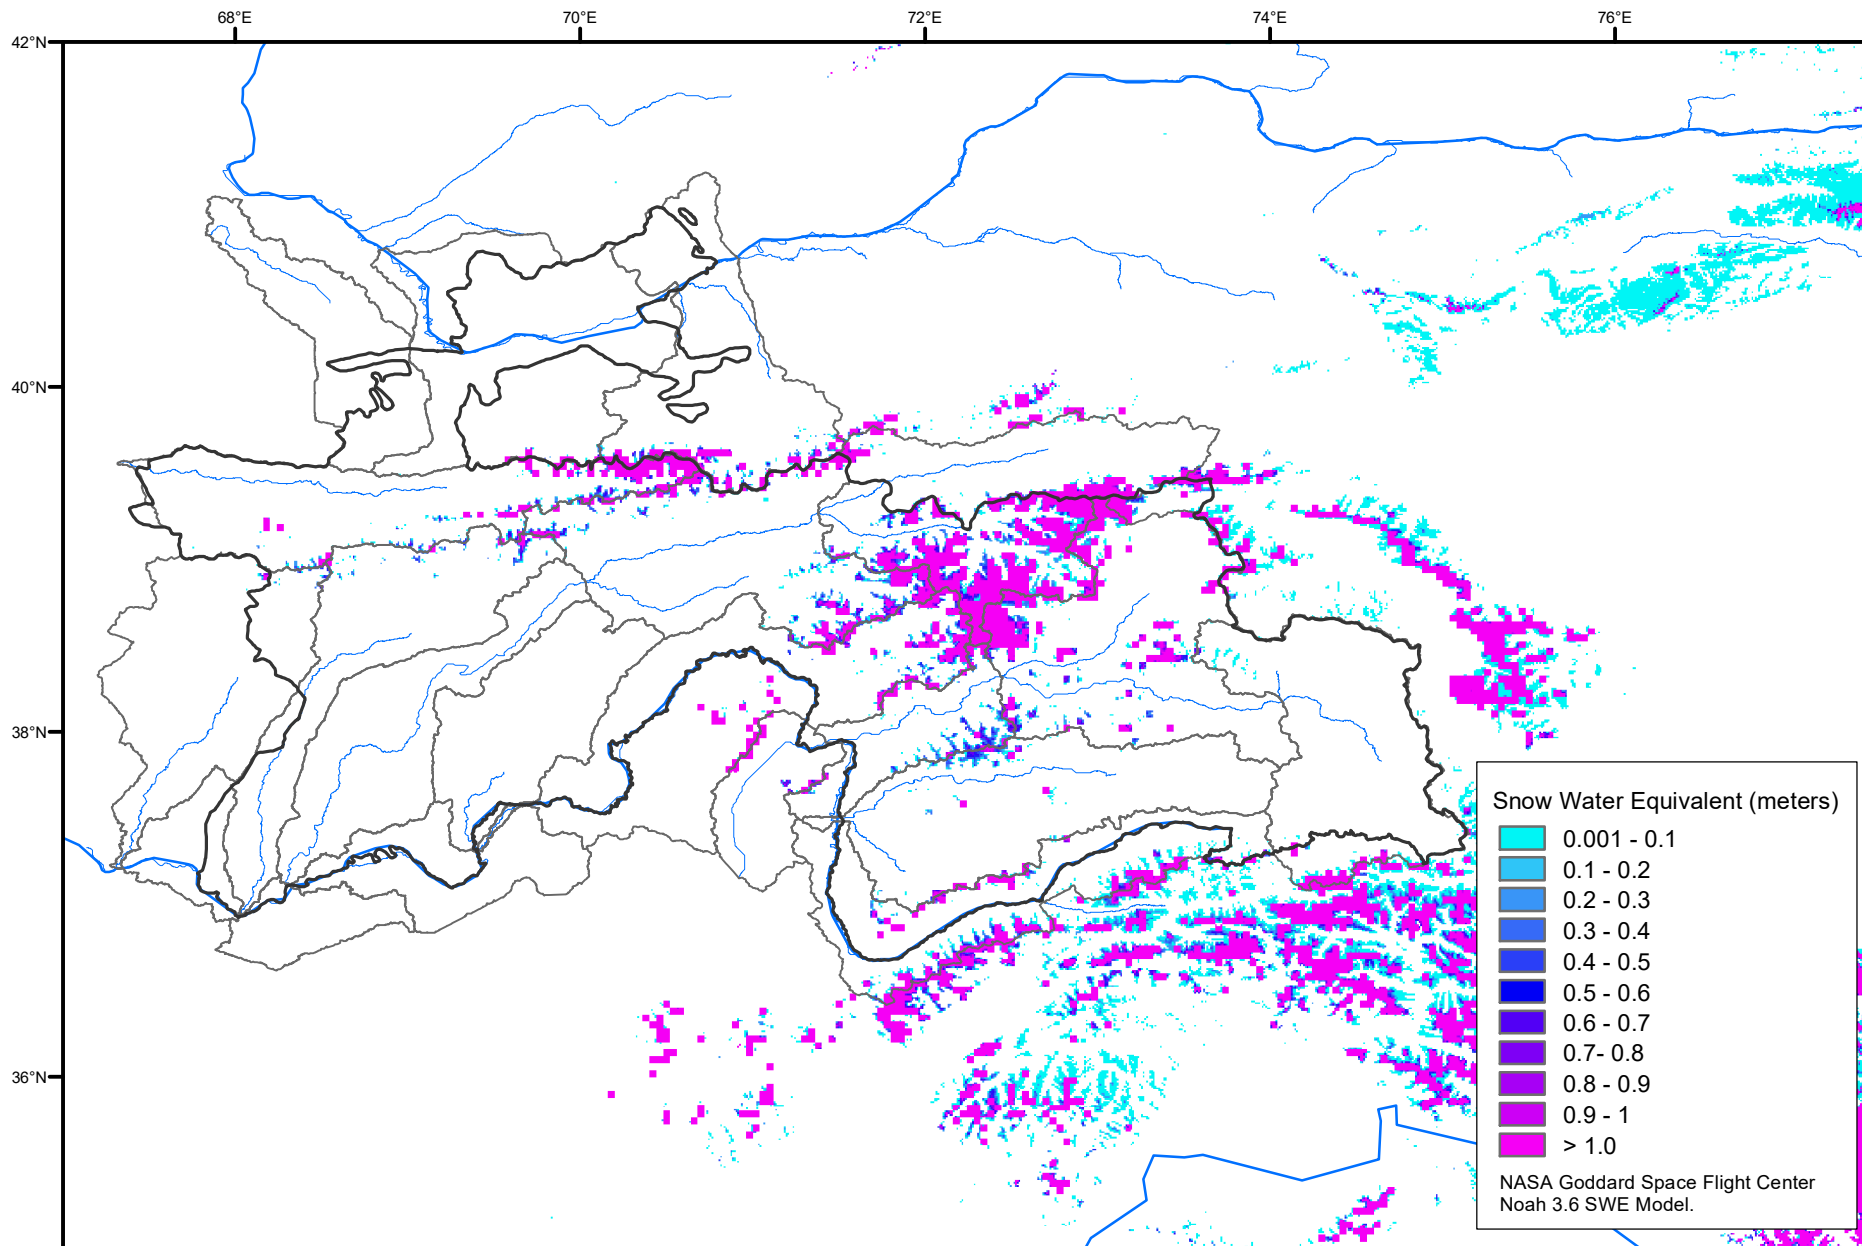 68°E 70°E 72°E 74°E 76°E
42°N
40°N
38°N
36°N
Snow Water Equivalent (meters)
0.001 - 0.1
0.1 - 0.2
0.2 - 0.3
0.3 - 0.4
0.4 - 0.5
0.5 - 0.6
0.6 - 0.7
0.7- 0.8
0.8 - 0.9
0.9 - 1
> 1.0
NASA Goddard Space Flight Center
Noah 3.6 SWE Model.